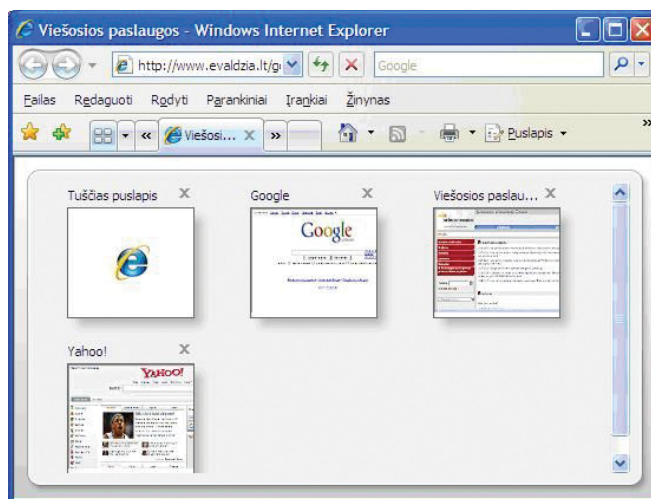 Viešosios paslaugos - Windows Internet Explorer
http://www.evaldzia.lt/g
Google
Failas Redaguoti Rodyti Parankiniai Įrankiai Žinynas
« Viešosi... X » Puslapis »
Tuščias puslapis X Google X Viešosios paslau... X
Google
Yahoo! X
YAHOO!